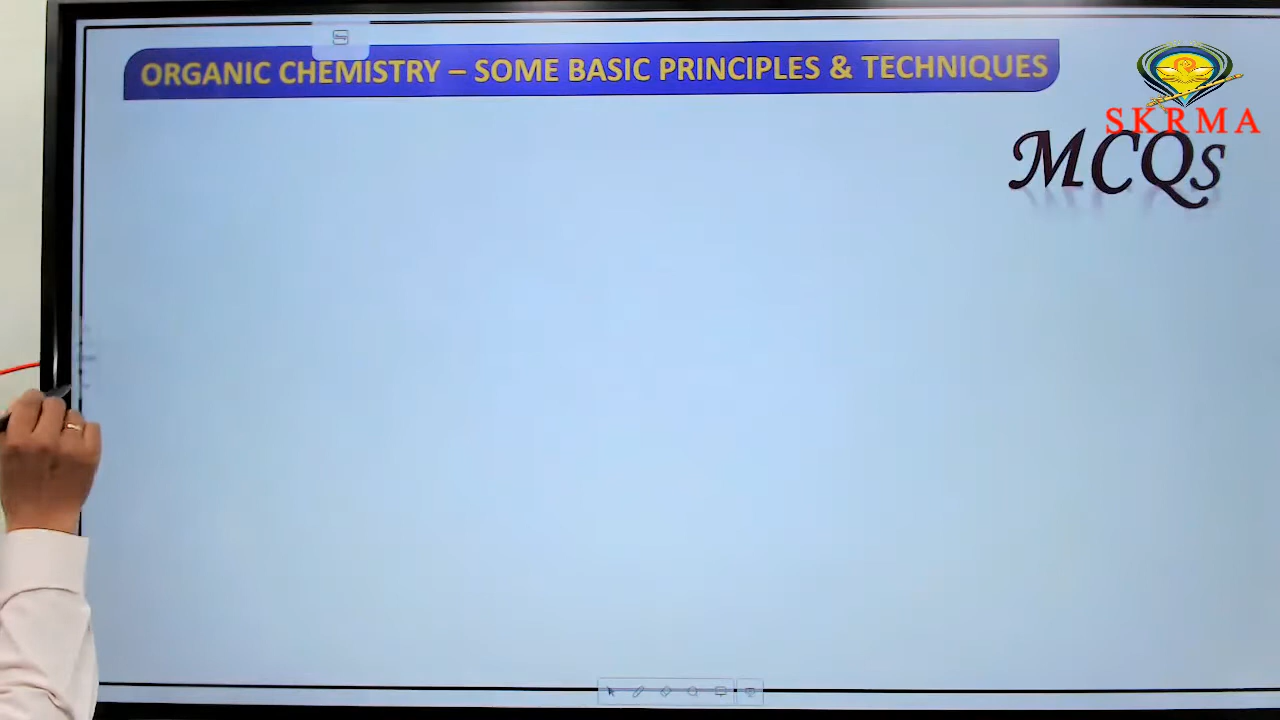 ORGANIC CHEMISTRY – SOME BASIC PRINCIPLES & TECHNIQUES
SKRMA
MCQs